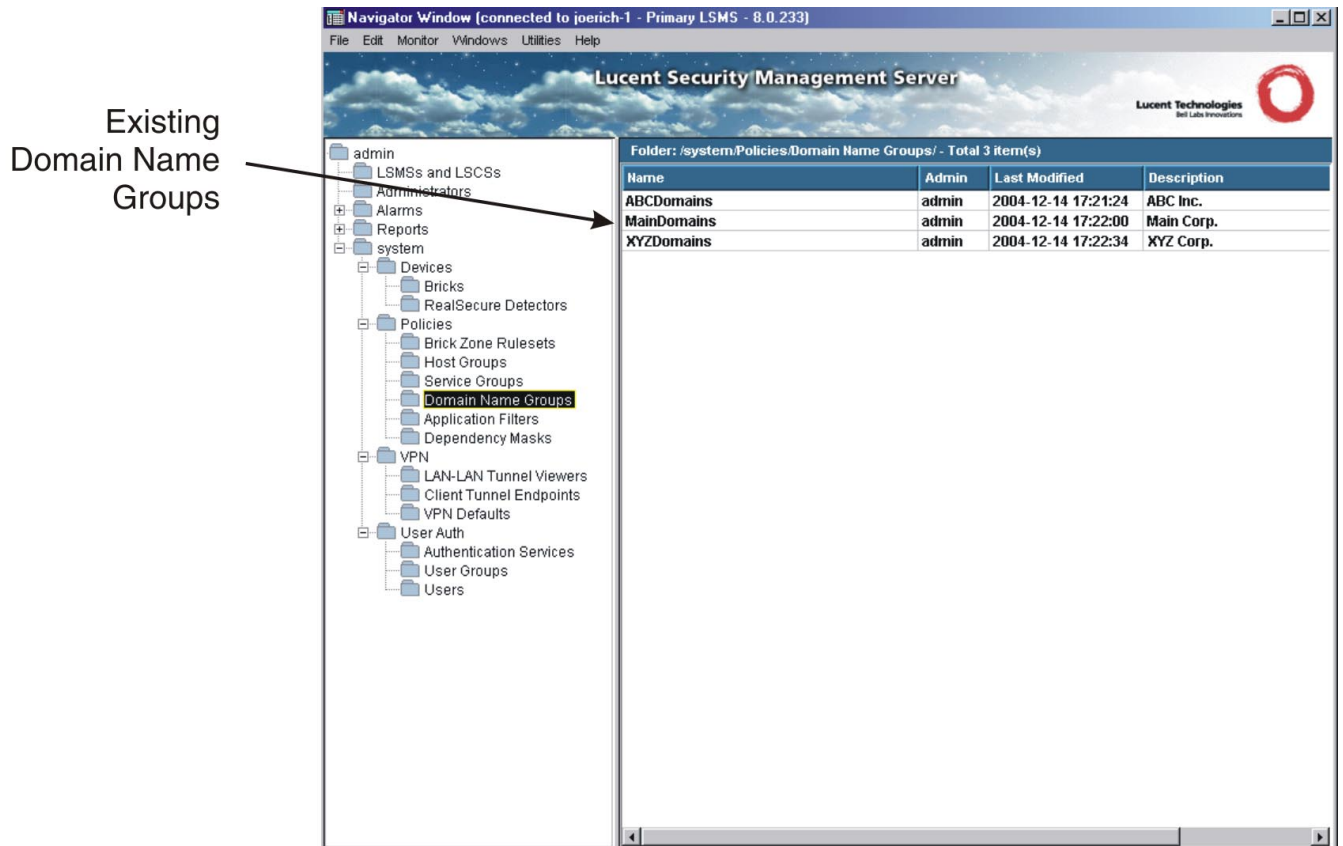 Existing
Domain Name
Groups
Navigator Window (connected to joerich-1 - Primary LSMS - 8.0.233)
File Edit Monitor Windows Utilities Help
Lucent Security Management Server
Lucent Technologies
Bell Labs Innovations
admin
LSMSs and LSCSs
Administrators
Alarms
Reports
system
Devices
Bricks
RealSecure Detectors
Policies
Brick Zone Rulesets
Host Groups
Service Groups
Domain Name Groups
Application Filters
Dependency Masks
VPN
LAN-LAN Tunnel Viewers
Client Tunnel Endpoints
VPN Defaults
User Auth
Authentication Services
User Groups
Users
Folder: /system/Policies/Domain Name Groups/ - Total 3 item(s)
Name Admin Last Modified Description
ABCDomains admin 2004-12-14 17:21:24 ABC Inc.
MainDomains admin 2004-12-14 17:22:00 Main Corp.
XYZDomains admin 2004-12-14 17:22:34 XYZ Corp.